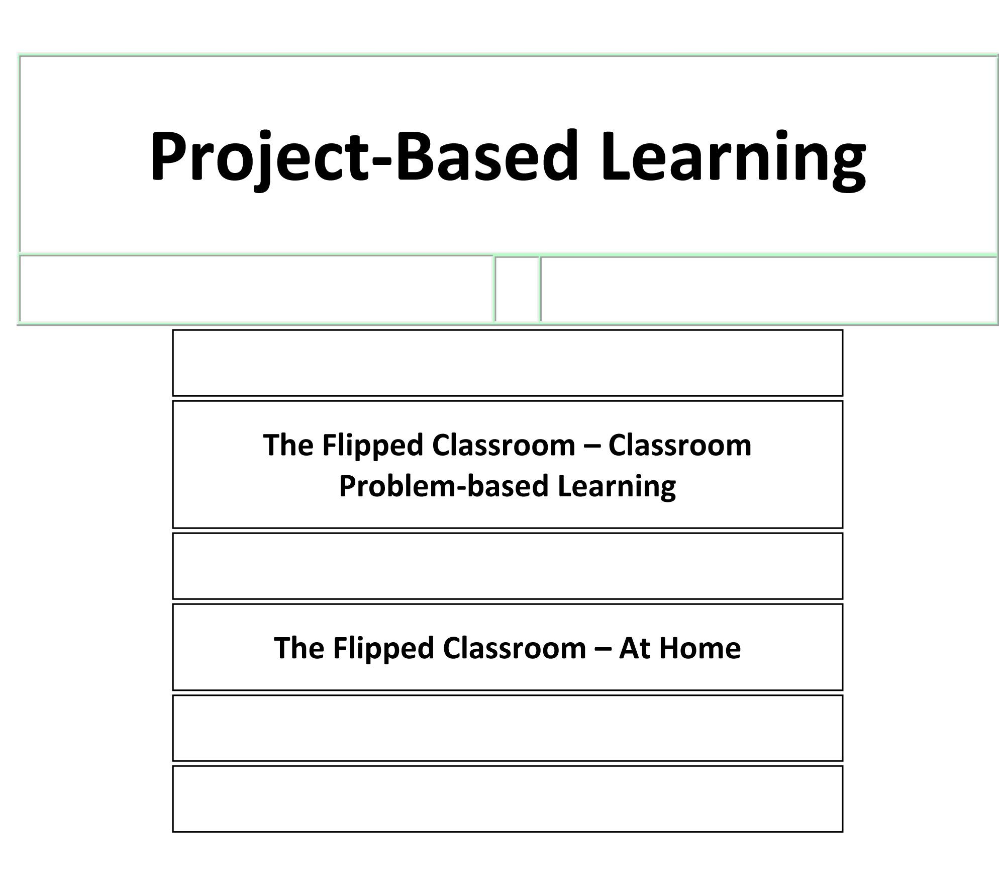 Project-Based Learning
The Flipped Classroom – Classroom
Problem-based Learning
The Flipped Classroom – At Home